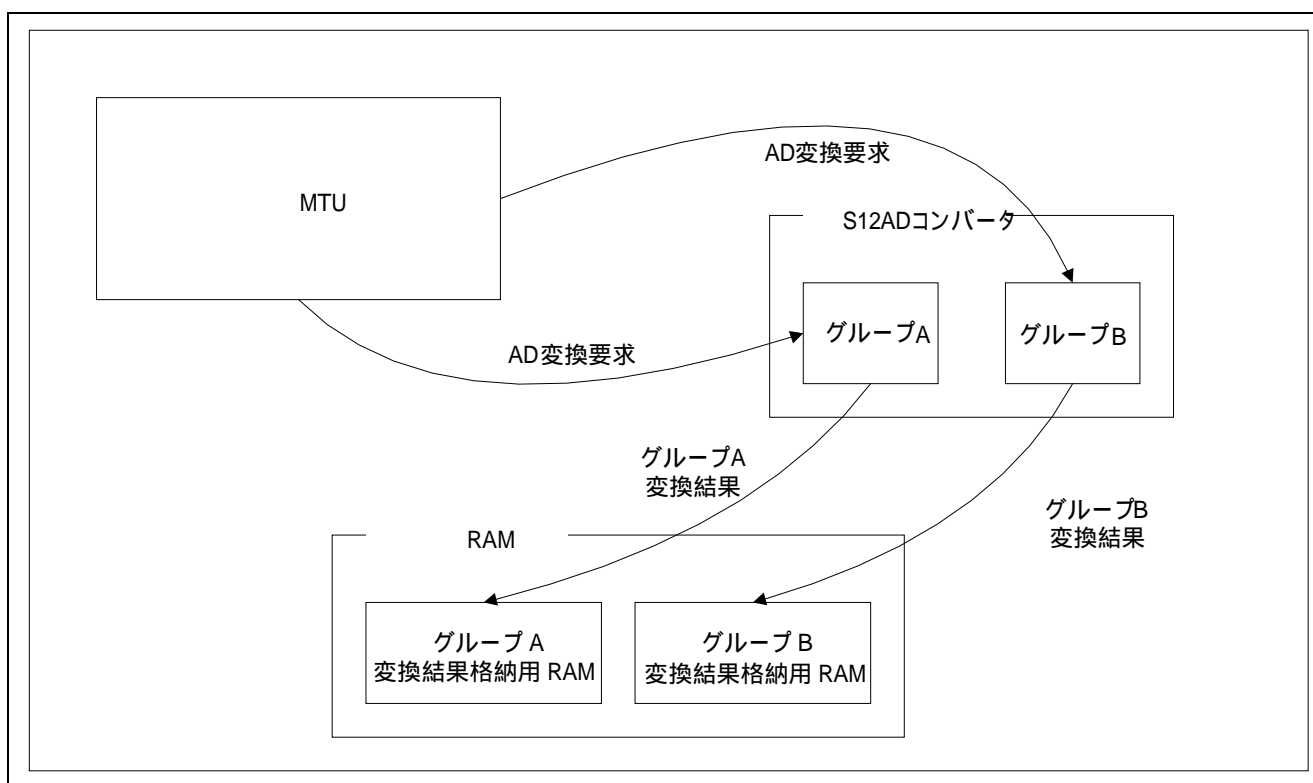 MTU
AD変換要求
S12ADコンバータ
グループA
グループB
AD変換要求
グループA
変換結果
グループB
変換結果
RAM
グループ A
変換結果格納用 RAM
グループ B
変換結果格納用 RAM